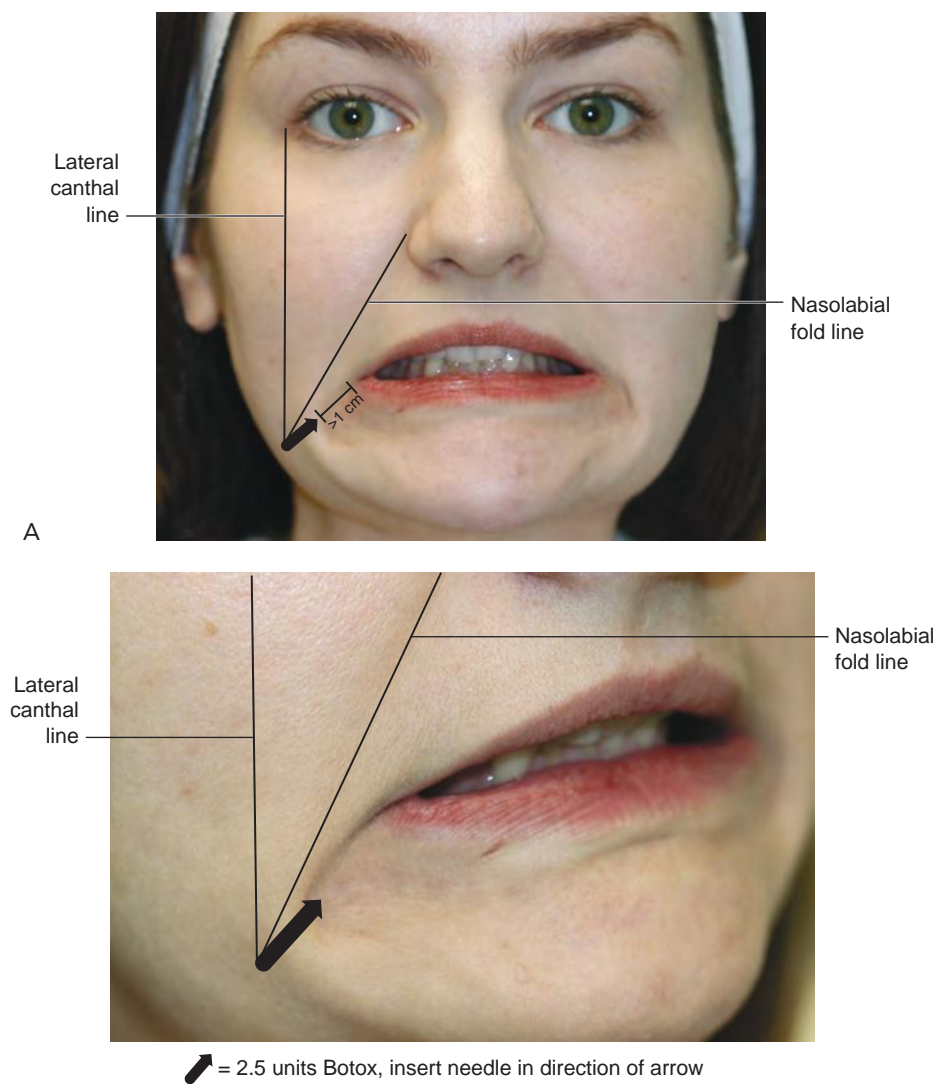 Lateral
canthal
line
Nasolabial
fold line
>1 cm
A
Nasolabial
fold line
Lateral
canthal
line
= 2.5 units Botox, insert needle in direction of arrow